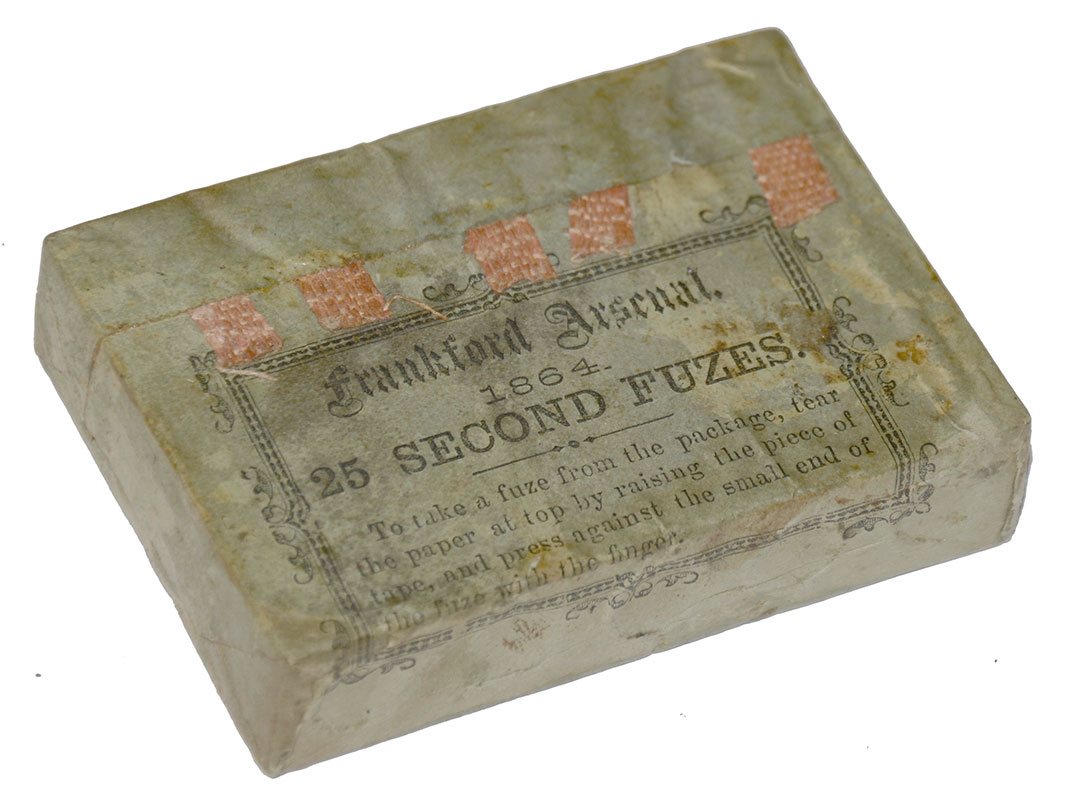 Frankford Arsenal.
1864.
25 SECOND FUZES.
To take a fuze from the package, tear
the paper at top by raising the piece of
tape, and press against the small end of
the fuze with the finger.